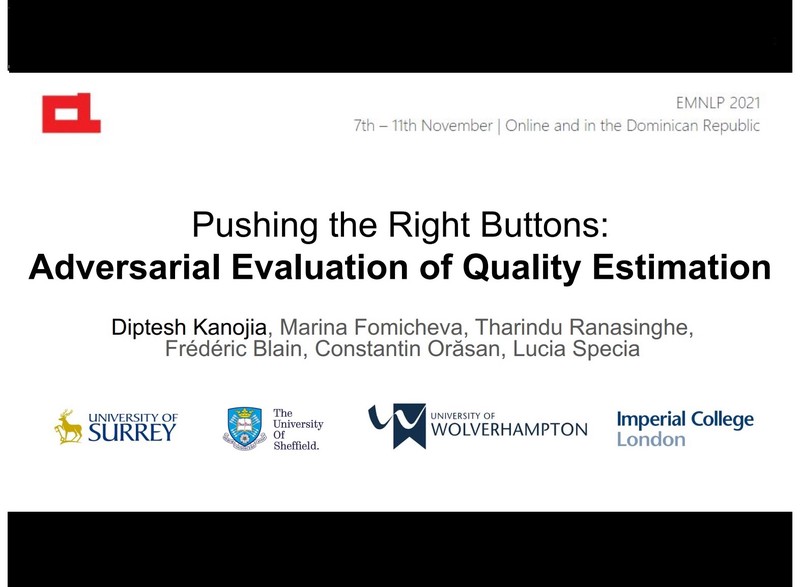 EMNLP 2021
7th – 11th November | Online and in the Dominican Republic
Pushing the Right Buttons:
Adversarial Evaluation of Quality Estimation
Diptesh Kanojia, Marina Fomicheva, Tharindu Ranasinghe,
Frédéric Blain, Constantin Orăsan, Lucia Specia
UNIVERSITY OF
SURREY
The
University
Of
Sheffield.
UNIVERSITY OF
WOLVERHAMPTON
Imperial College
London